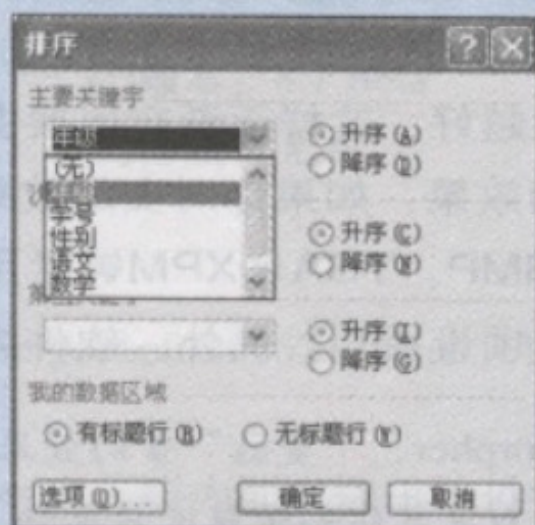 排序
主要关键字
升序(A)
降序(D)
(无)
学号
性别
语文
数学
升序(C)
降序(N)
升序(I)
降序(G)
我的数据区域
有标题行(R)
无标题行(W)
选项(O)...
确定
取消